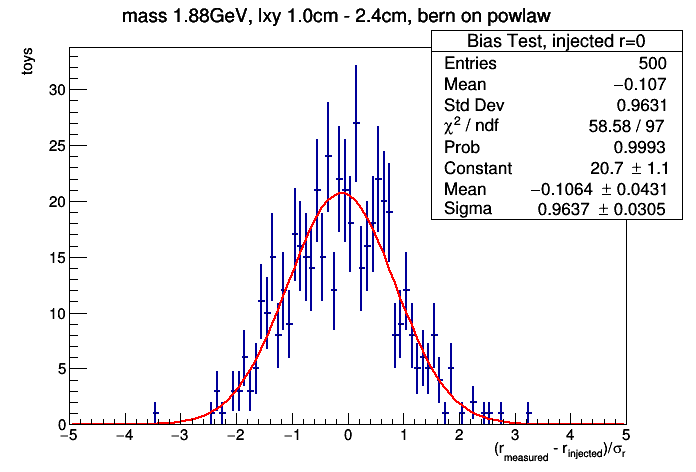 mass 1.88GeV, lxy 1.0cm - 2.4cm, bern on powlaw
Bias Test, injected r=0
Entries 500
Mean −0.107
Std Dev 0.9631
χ² / ndf 58.58 / 97
Prob 0.9993
Constant 20.7 ± 1.1
Mean −0.1064 ± 0.0431
Sigma 0.9637 ± 0.0305
toys
30
25
20
15
10
5
0
−5 −4 −3 −2 −1 0 1 2 3 4 5
(r_measured - r_injected)/σ_r